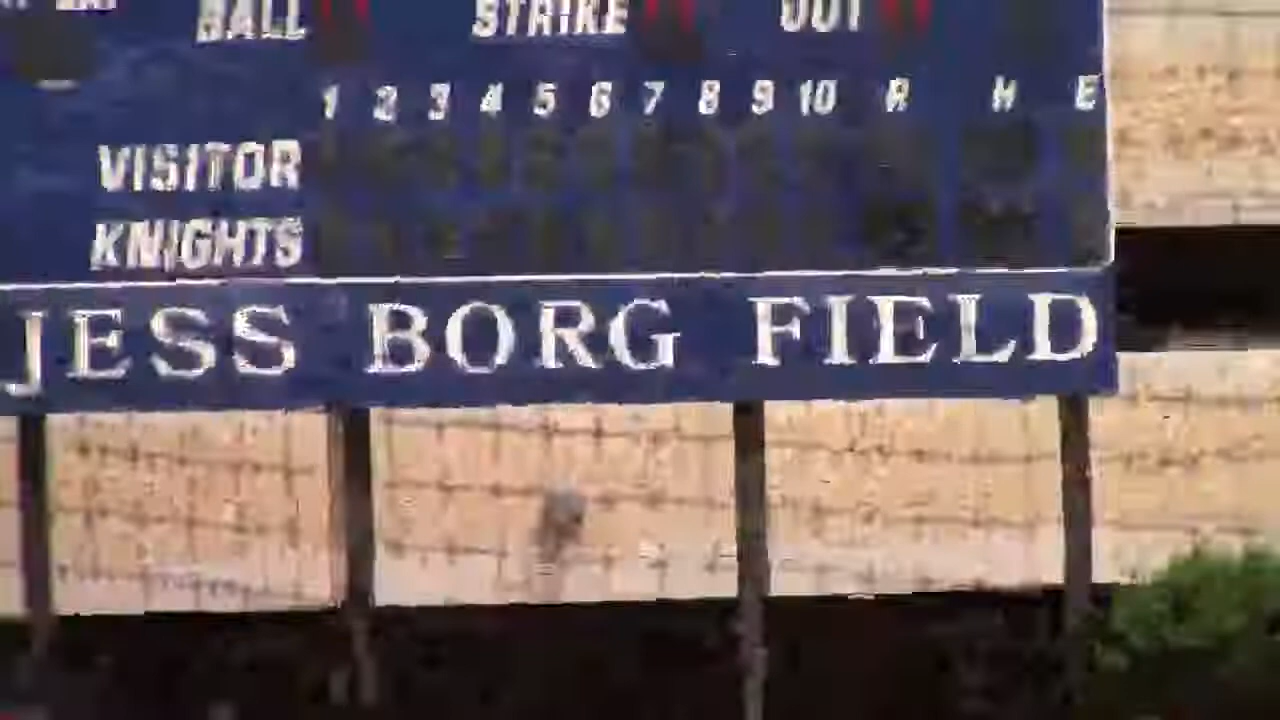 BALL STRIKE OUT
1 2 3 4 5 6 7 8 9 10 R H E
VISITOR
KNIGHTS
JESS BORG FIELD